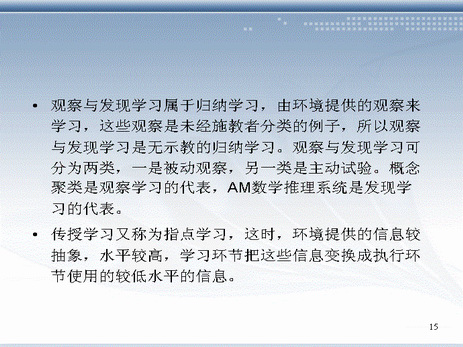 • 观察与发现学习属于归纳学习，由环境提供的观察来
学习，这些观察是未经施教者分类的例子，所以观察
与发现学习是无示教的归纳学习。观察与发现学习可
分为两类，一是被动观察，另一类是主动试验。概念
聚类是观察学习的代表，AM数学推理系统是发现学
习的代表。
• 传授学习又称为指点学习，这时，环境提供的信息较
抽象，水平较高，学习环节把这些信息变换成执行环
节使用的较低水平的信息。
15